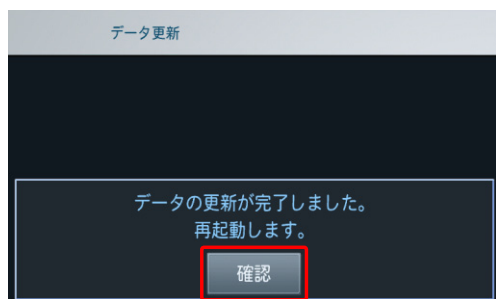 データ更新
データの更新が完了しました。
再起動します。
確認